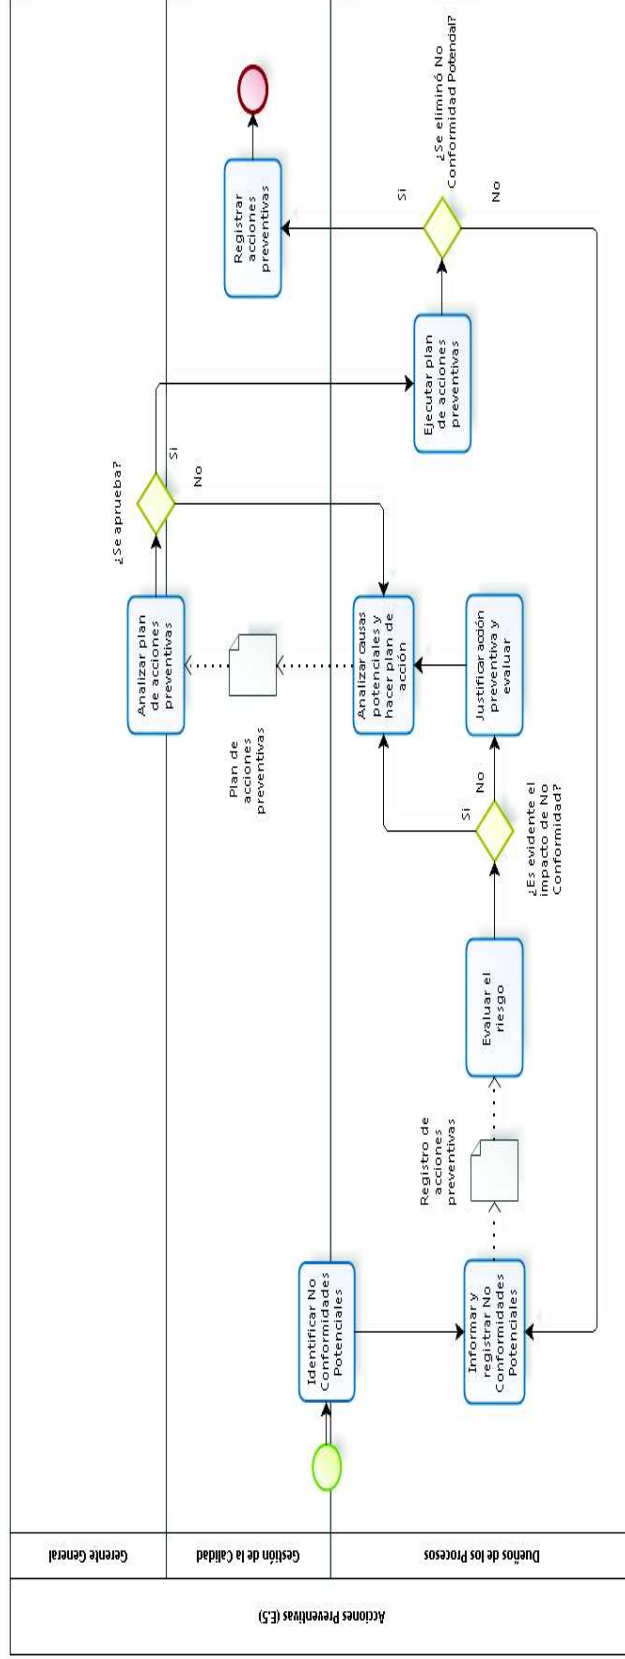 Acciones Preventivas (E.5)
Gerente General
Gestión de la Calidad
Dueños de los Procesos
Identificar No
Conformidades
Potenciales
Informar y
registrar No
Conformidades
Potenciales
Registro de
acciones
preventivas
Evaluar el
riesgo
¿Es evidente el
impacto de No
Conformidad?
Si
No
Justificar acción
preventiva y
evaluar
Analizar causas
potenciales y
hacer plan de
acción
Plan de
acciones
preventivas
Analizar plan
de acciones
preventivas
¿Se aprueba?
Si
No
Ejecutar plan
de acciones
preventivas
¿Se eliminó No
Conformidad Potencial?
Si
No
Registrar
acciones
preventivas